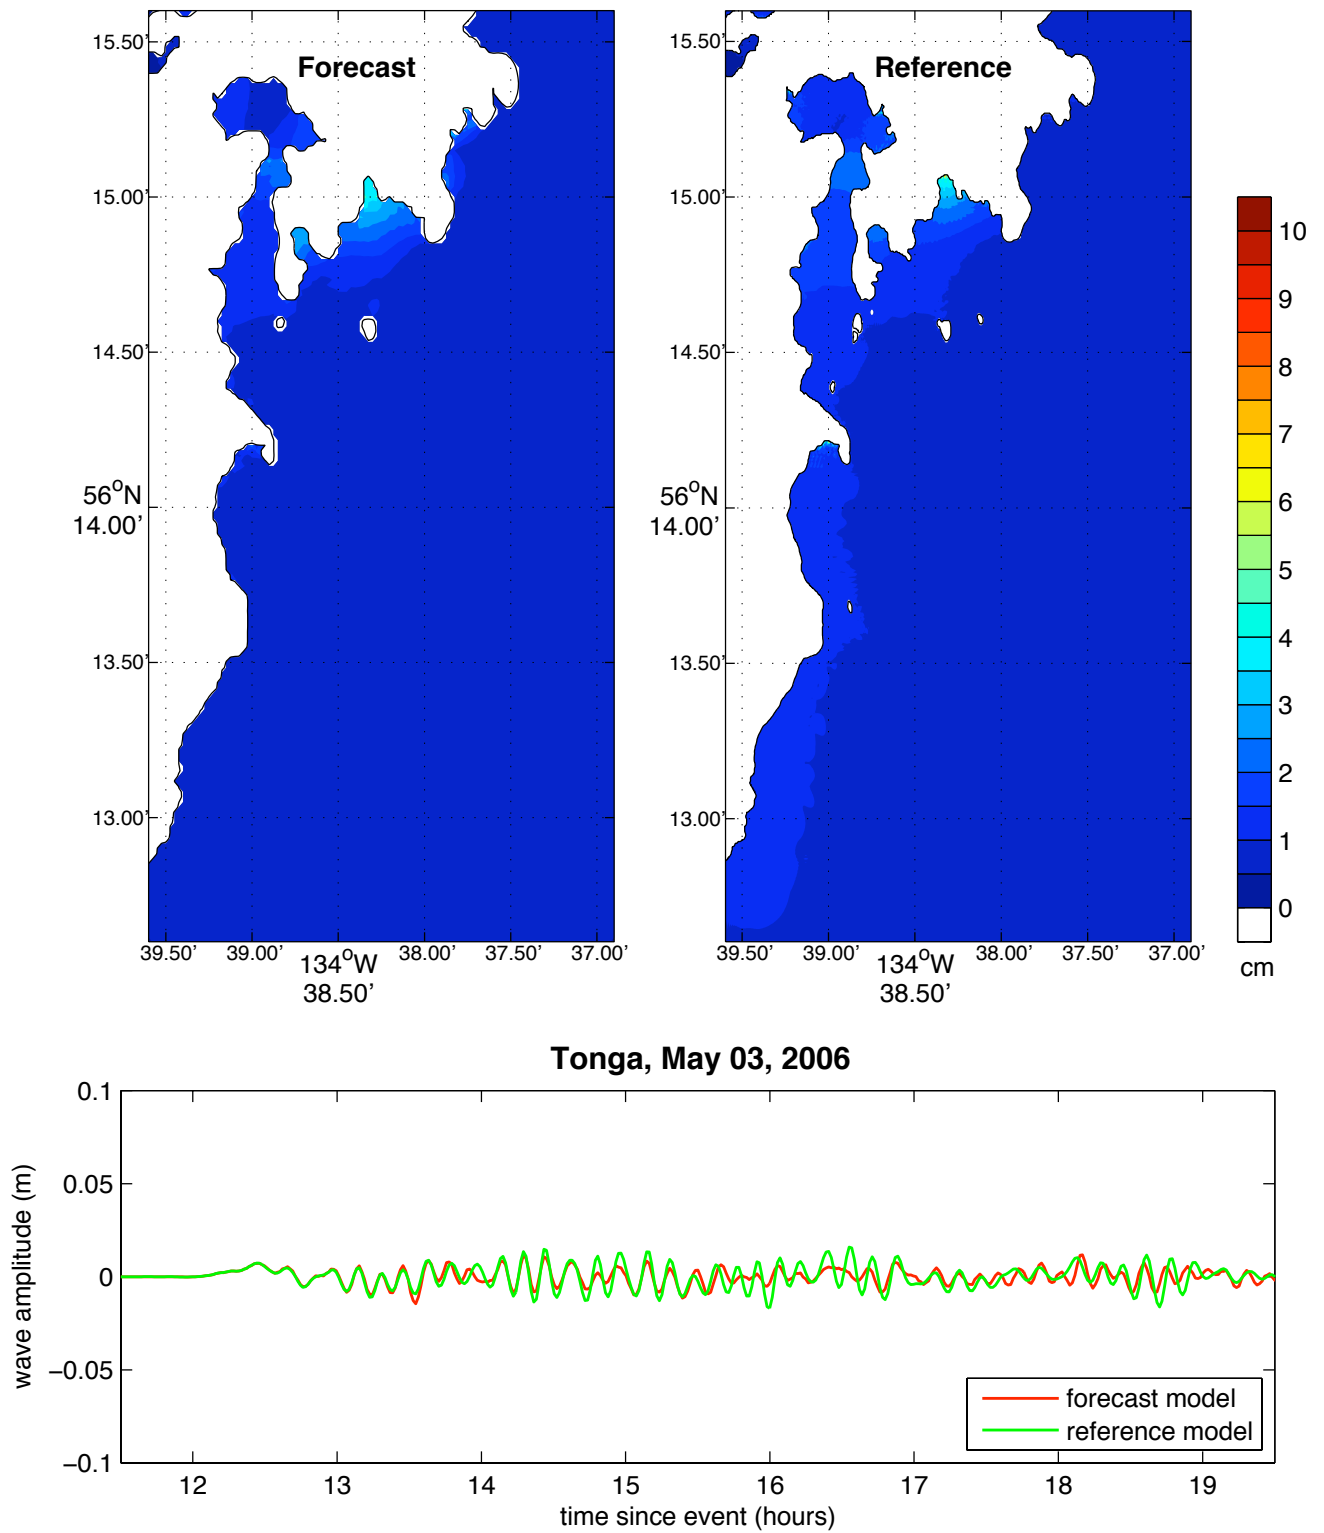 Forecast
15.50'
15.00'
14.50'
56oN
14.00'
13.50'
13.00'
39.50' 39.00' 134oW 38.00' 37.50' 37.00'
38.50'
Reference
15.50'
15.00'
14.50'
56oN
14.00'
13.50'
13.00'
39.50' 39.00' 134oW 38.00' 37.50' 37.00'
38.50'
10
9
8
7
6
5
4
3
2
1
0
cm
Tonga, May 03, 2006
wave amplitude (m)
0.1
0.05
0
−0.05
−0.1
forecast model
reference model
12 13 14 15 16 17 18 19
time since event (hours)